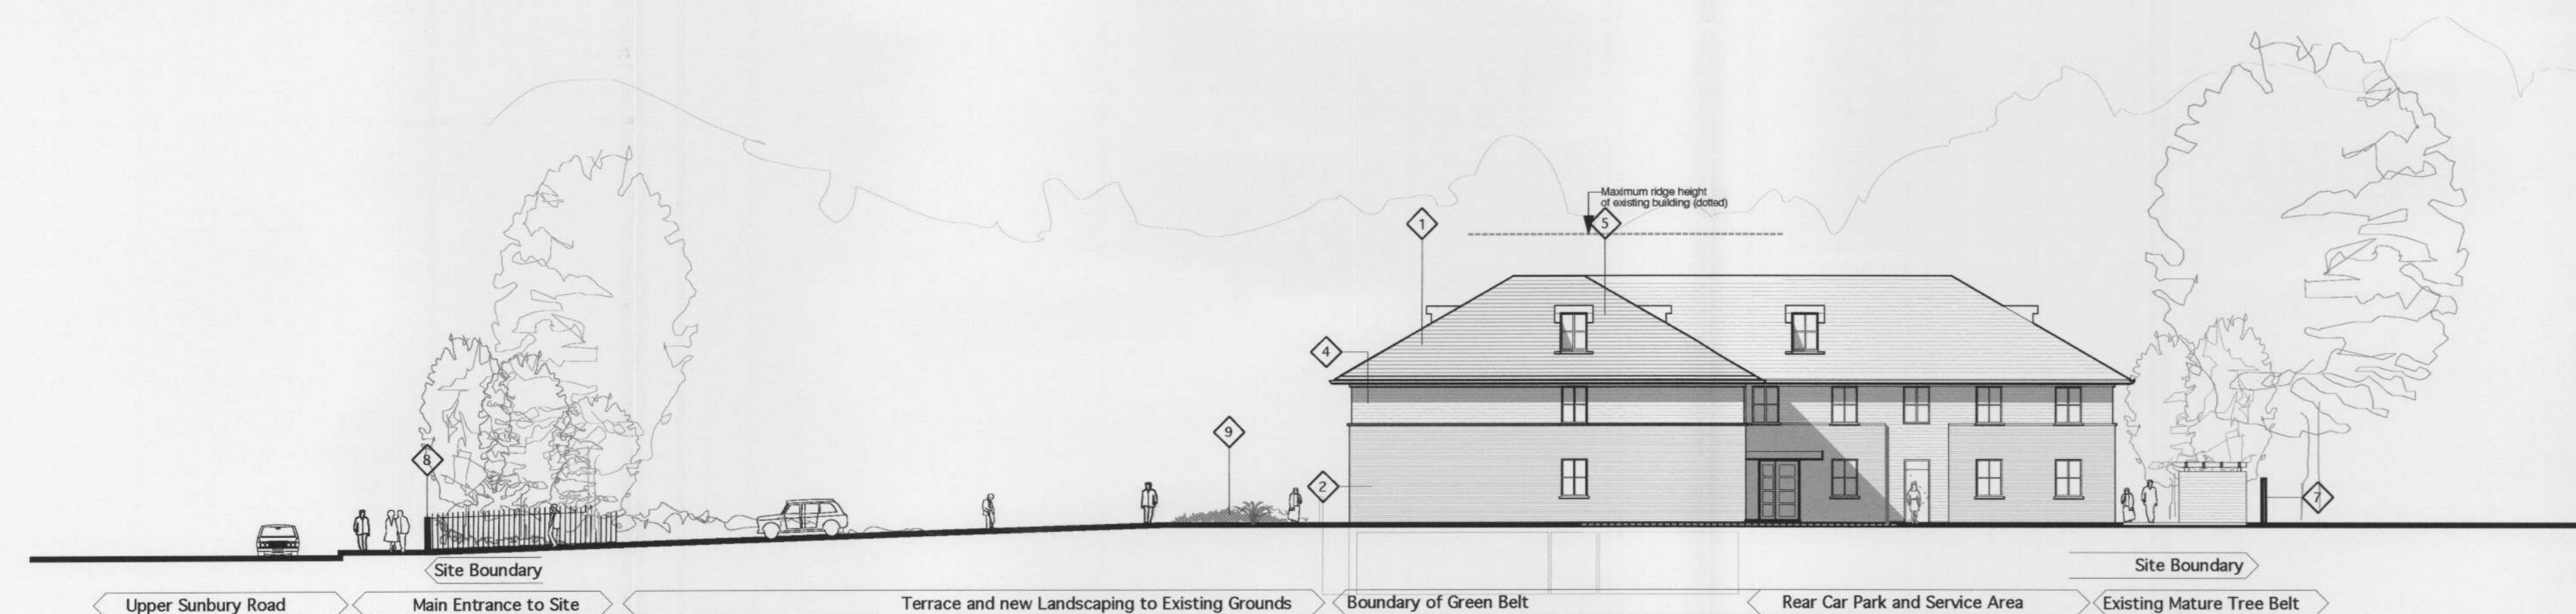 Maximum ridge height
of existing building (dotted)
1
5
4
9
8
2
7
Site Boundary
Site Boundary
Upper Sunbury Road
Main Entrance to Site
Terrace and new Landscaping to Existing Grounds
Boundary of Green Belt
Rear Car Park and Service Area
Existing Mature Tree Belt